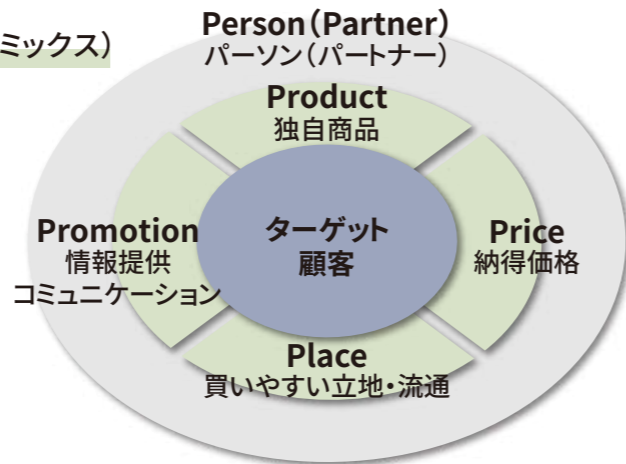 ミックス）
Person（Partner）
パーソン（パートナー）
Product
独自商品
Promotion
情報提供
コミュニケーション
ターゲット
顧客
Price
納得価格
Place
買いやすい立地・流通